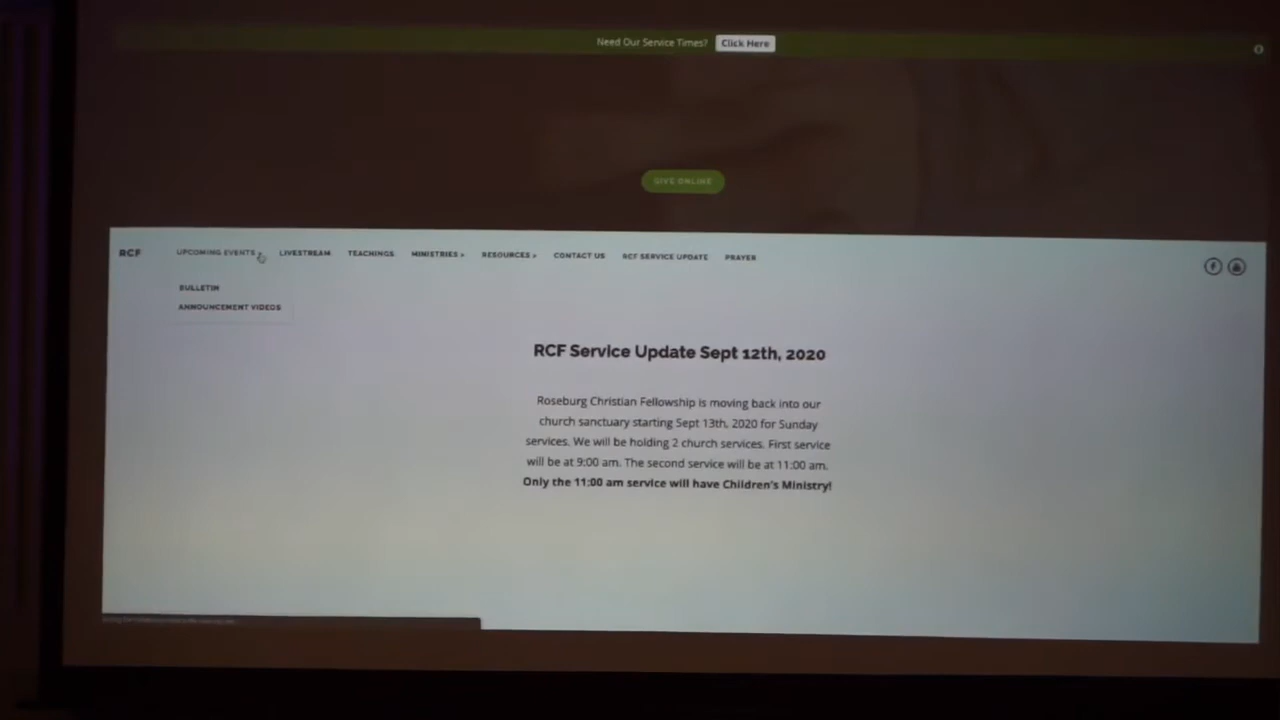 Need Our Service Times? Click Here
GIVE ONLINE
RCF UPCOMING EVENTS > LIVESTREAM TEACHINGS MINISTRIES > RESOURCES > CONTACT US RCF SERVICE UPDATE PRAYER
BULLETIN
ANNOUNCEMENT VIDEOS
RCF Service Update Sept 12th, 2020
Roseburg Christian Fellowship is moving back into our
church sanctuary starting Sept 13th, 2020 for Sunday
services. We will be holding 2 church services. First service
will be at 9:00 am. The second service will be at 11:00 am.
Only the 11:00 am service will have Children's Ministry!